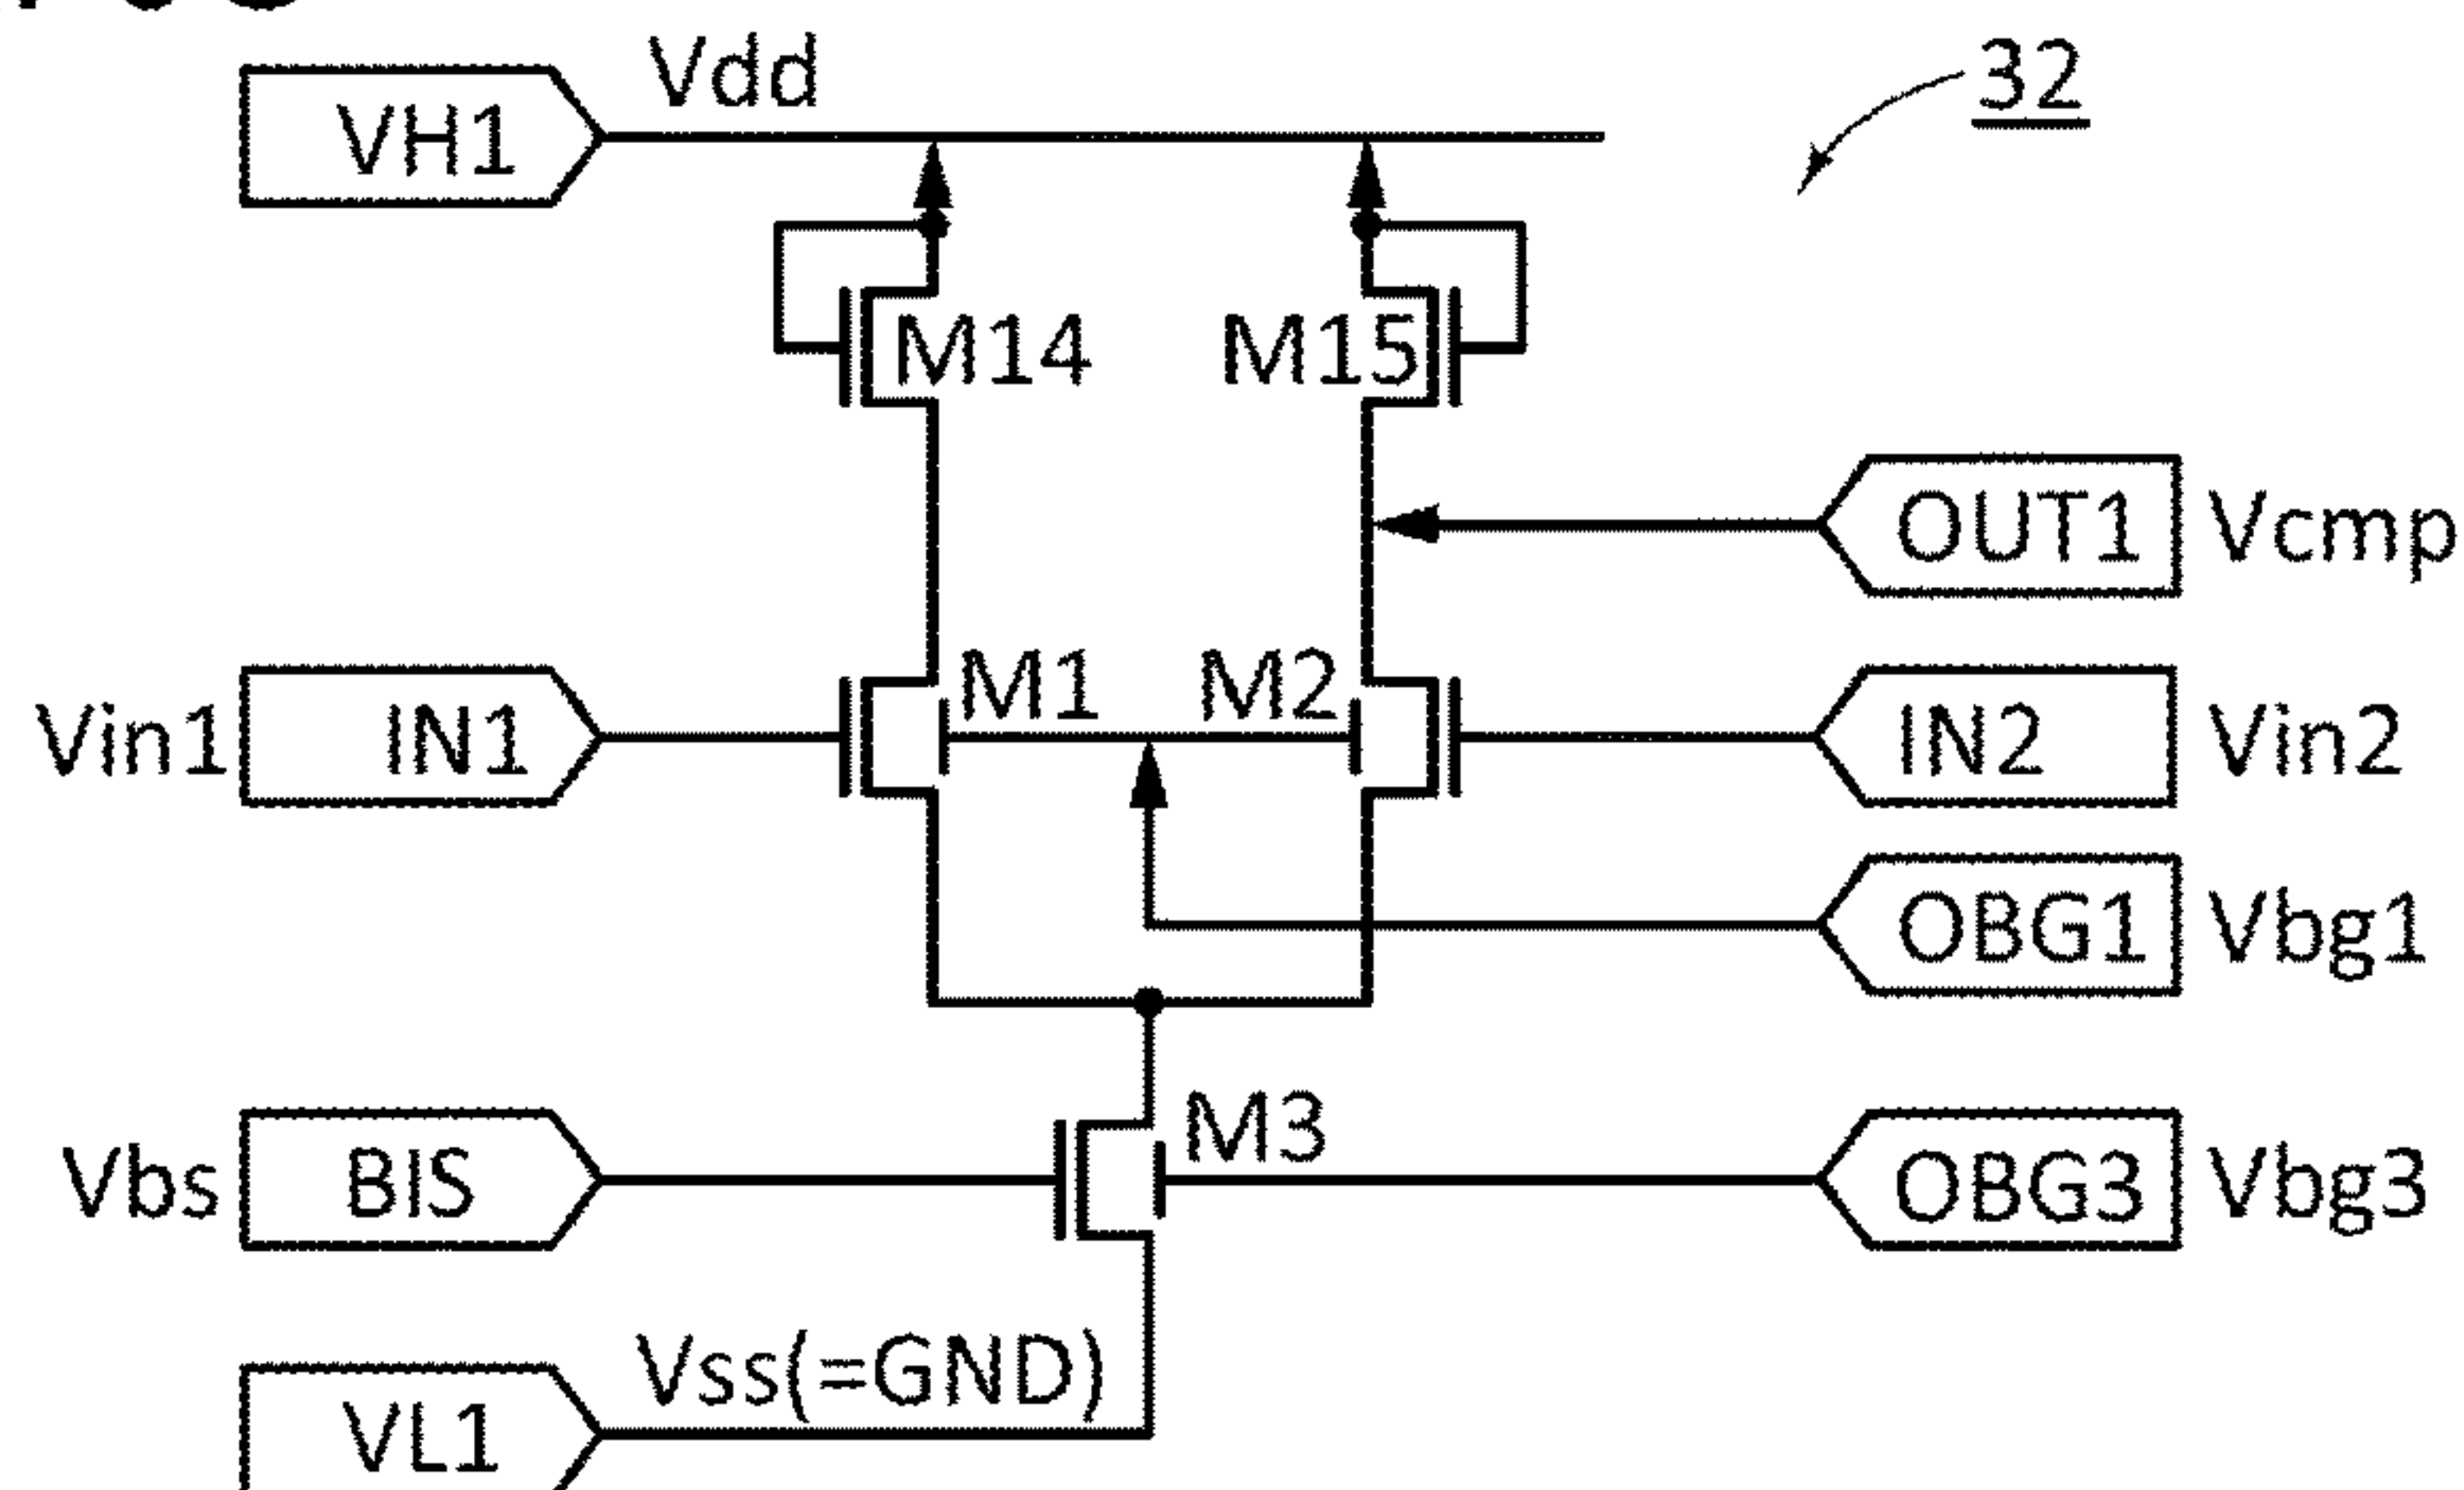 Vdd
32
VH1
M14
M15
OUT1
Vcmp
M1
M2
Vin1
IN1
IN2
Vin2
OBG1
Vbg1
M3
Vbs
BIS
OBG3
Vbg3
Vss(=GND)
VL1